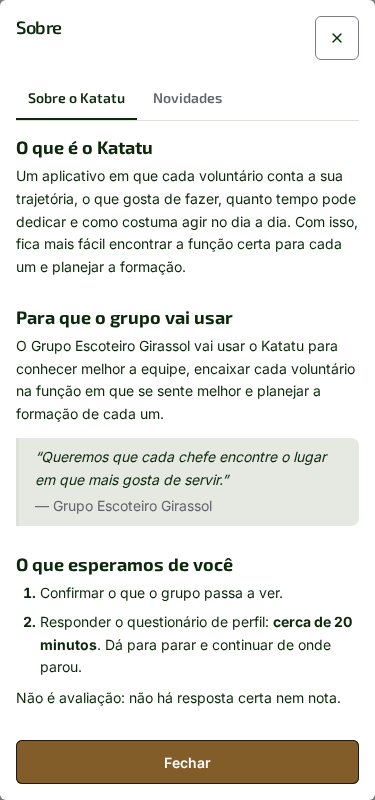 Sobre
×
Sobre o Katatu
Novidades
O que é o Katatu
Um aplicativo em que cada voluntário conta a sua
trajetória, o que gosta de fazer, quanto tempo pode
dedicar e como costuma agir no dia a dia. Com isso,
fica mais fácil encontrar a função certa para cada
um e planejar a formação.
Para que o grupo vai usar
O Grupo Escoteiro Girassol vai usar o Katatu para
conhecer melhor a equipe, encaixar cada voluntário
na função em que se sente melhor e planejar a
formação de cada um.
“Queremos que cada chefe encontre o lugar
em que mais gosta de servir.”
— Grupo Escoteiro Girassol
O que esperamos de você
1. Confirmar o que o grupo passa a ver.
2. Responder o questionário de perfil: cerca de 20
minutos. Dá para parar e continuar de onde
parou.
Não é avaliação: não há resposta certa nem nota.
Fechar